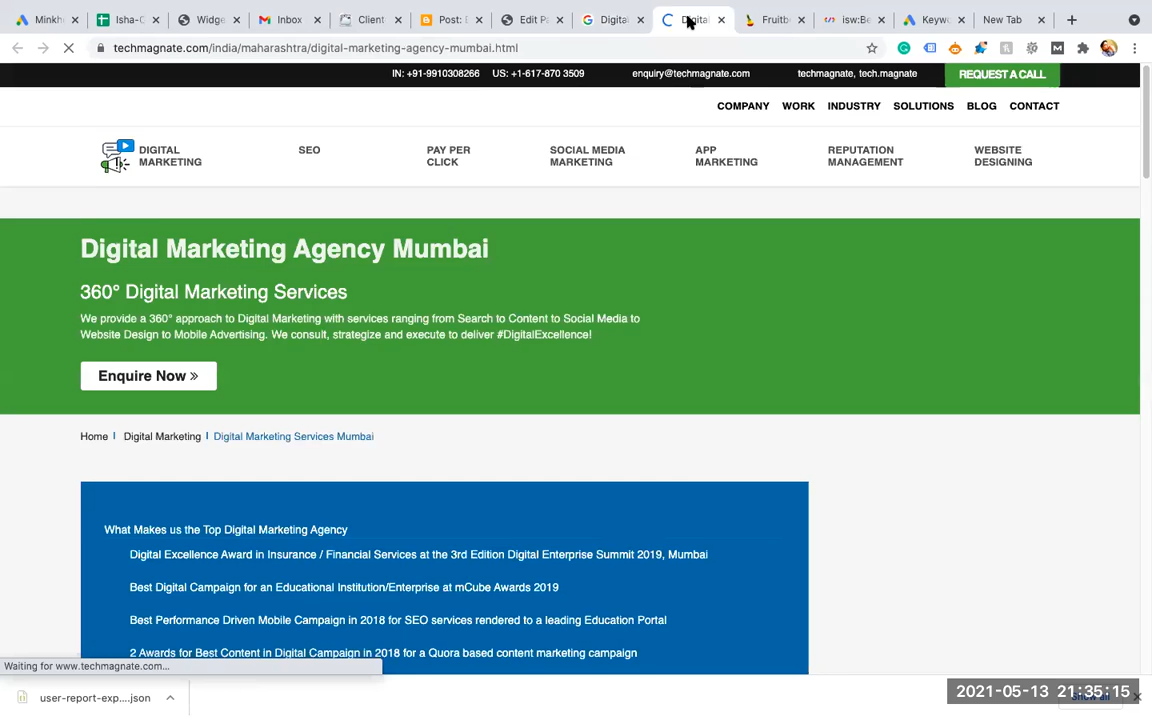 Minkh
Isha-C
Widge
Inbox
Client
Post: E
Edit Pa
Digita
Digital
Fruitb
isw:Be
Keyw
New Tab
techmagnate.com/india/maharashtra/digital-marketing-agency-mumbai.html
IN: +91-9910308266 US: +1-617-870 3509 enquiry@techmagnate.com techmagnate, tech.magnate REQUEST A CALL
COMPANY WORK INDUSTRY SOLUTIONS BLOG CONTACT
DIGITAL
MARKETING
SEO
PAY PER
CLICK
SOCIAL MEDIA
MARKETING
APP
MARKETING
REPUTATION
MANAGEMENT
WEBSITE
DESIGNING
Digital Marketing Agency Mumbai
360° Digital Marketing Services
We provide a 360° approach to Digital Marketing with services ranging from Search to Content to Social Media to
Website Design to Mobile Advertising. We consult, strategize and execute to deliver #DigitalExcellence!
Enquire Now »
Home Digital Marketing Digital Marketing Services Mumbai
What Makes us the Top Digital Marketing Agency
Digital Excellence Award in Insurance / Financial Services at the 3rd Edition Digital Enterprise Summit 2019, Mumbai
Best Digital Campaign for an Educational Institution/Enterprise at mCube Awards 2019
Best Performance Driven Mobile Campaign in 2018 for SEO services rendered to a leading Education Portal
2 Awards for Best Content in Digital Campaign in 2018 for a Quora based content marketing campaign
Waiting for www.techmagnate.com...
user-report-exp....json
2021-05-13 21:35:15